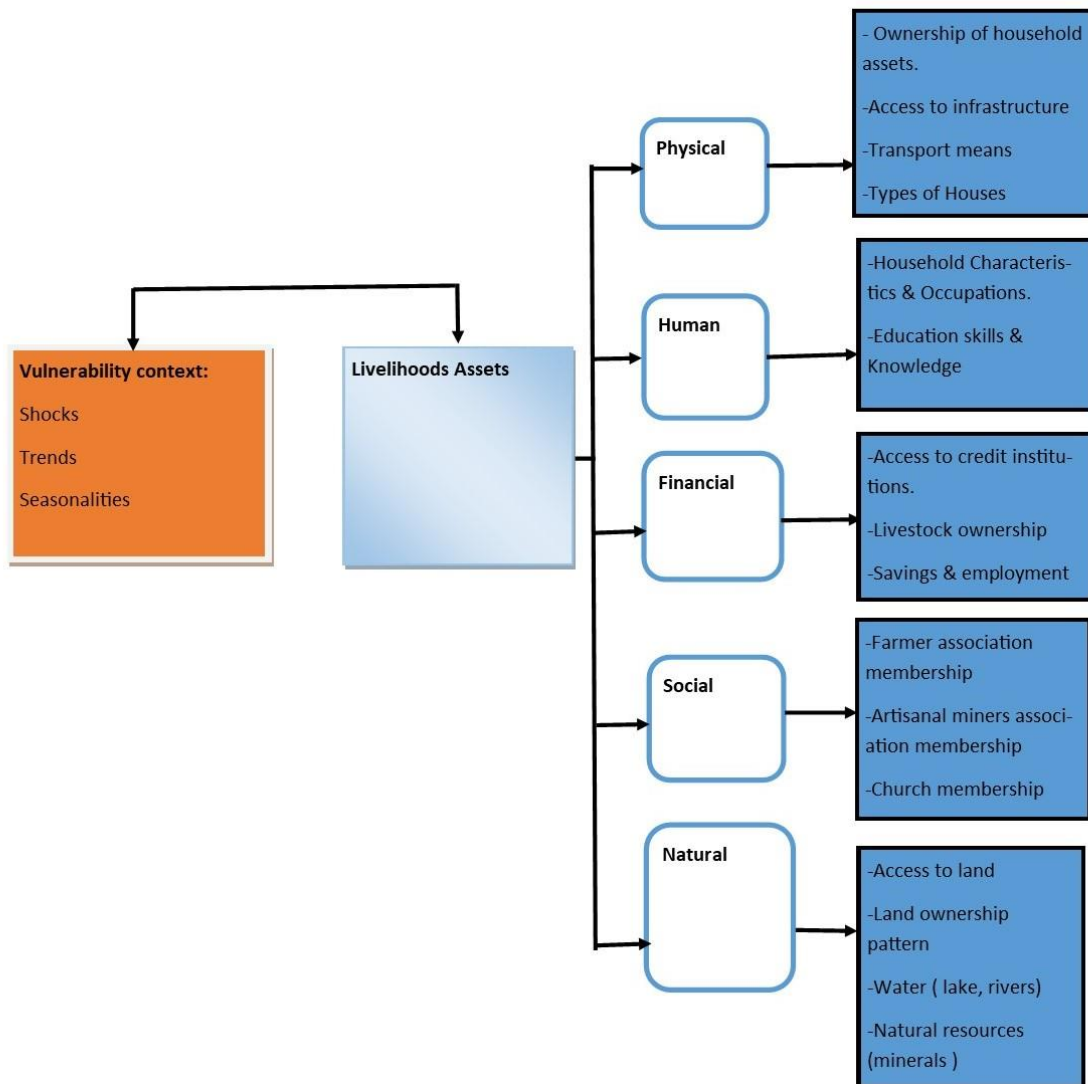 Vulnerability context:
Shocks
Trends
Seasonalities
Livelihoods Assets
Physical
- Ownership of household
assets.
-Access to infrastructure
-Transport means
-Types of Houses
Human
-Household Characteris-
tics & Occupations.
-Education skills &
Knowledge
Financial
-Access to credit institu-
tions.
-Livestock ownership
-Savings & employment
Social
-Farmer association
membership
-Artisanal miners associ-
ation membership
-Church membership
Natural
-Access to land
-Land ownership
pattern
-Water ( lake, rivers)
-Natural resources
(minerals )